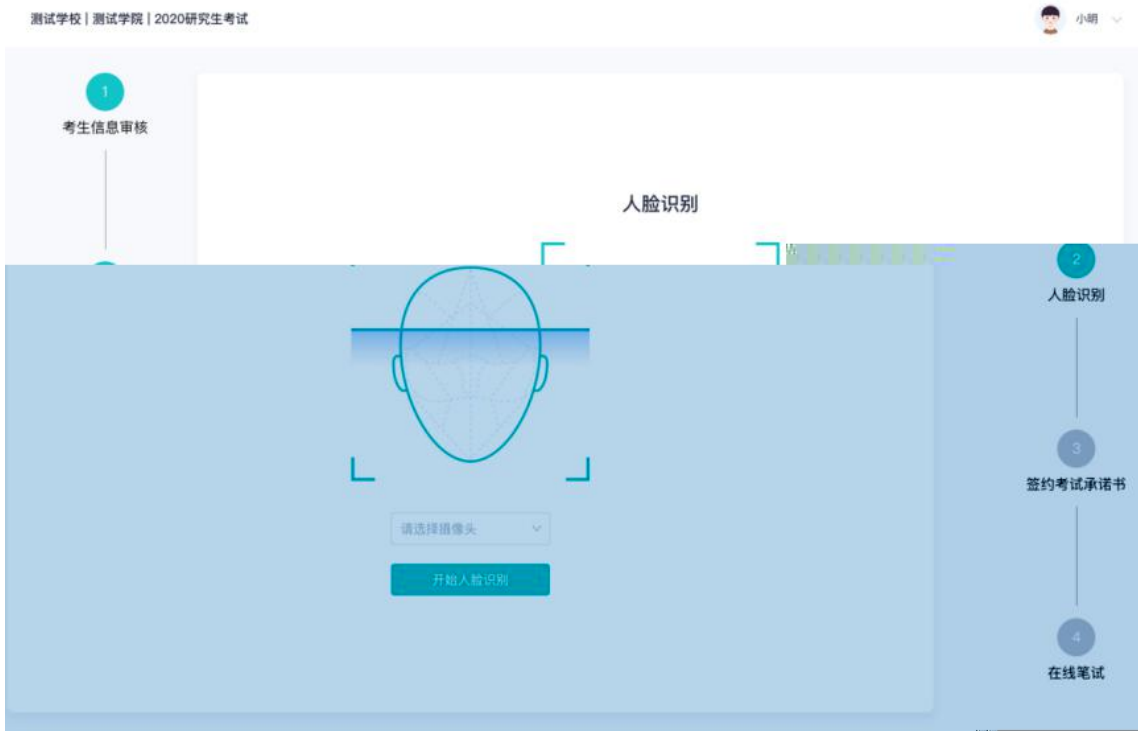 测试学校 | 测试学院 | 2020研究生考试
小明
1
考生信息审核
人脸识别
2
人脸识别
3
签约考试承诺书
请选择摄像头
开始人脸识别
4
在线笔试